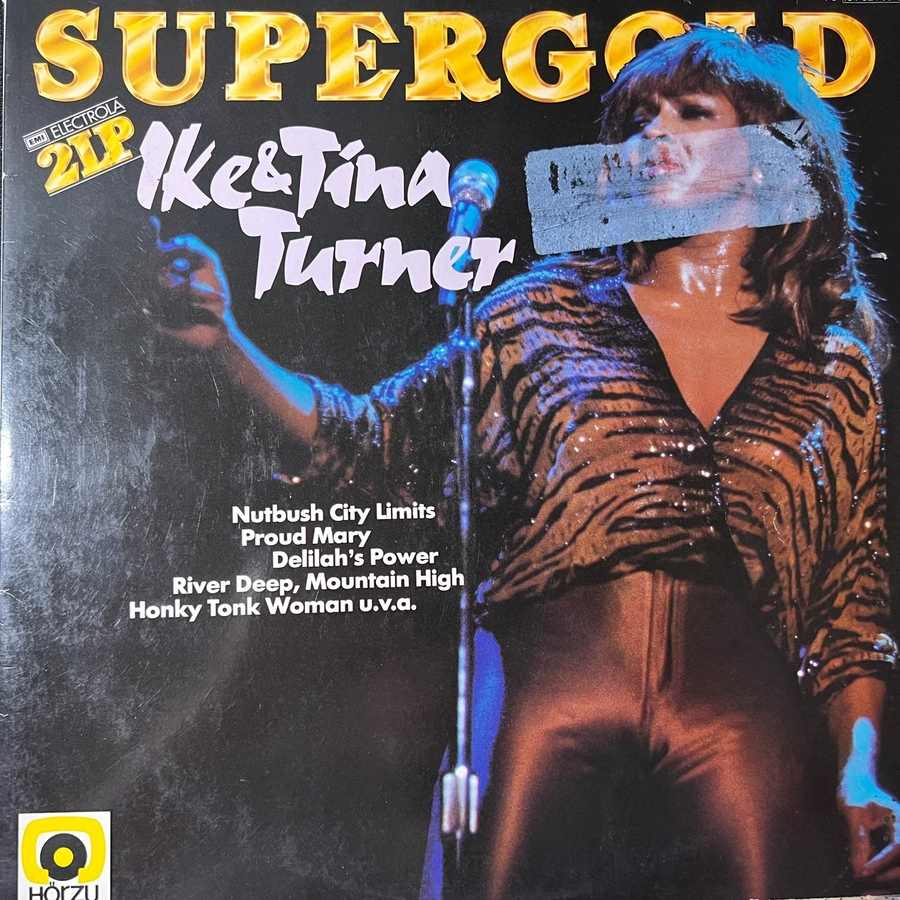 SUPERGOLD
EMI ELECTROLA
2LP
Ike & Tina
Turner
Nutbush City Limits
Proud Mary
Delilah's Power
River Deep, Mountain High
Honky Tonk Woman u.v.a.
HÖRZU